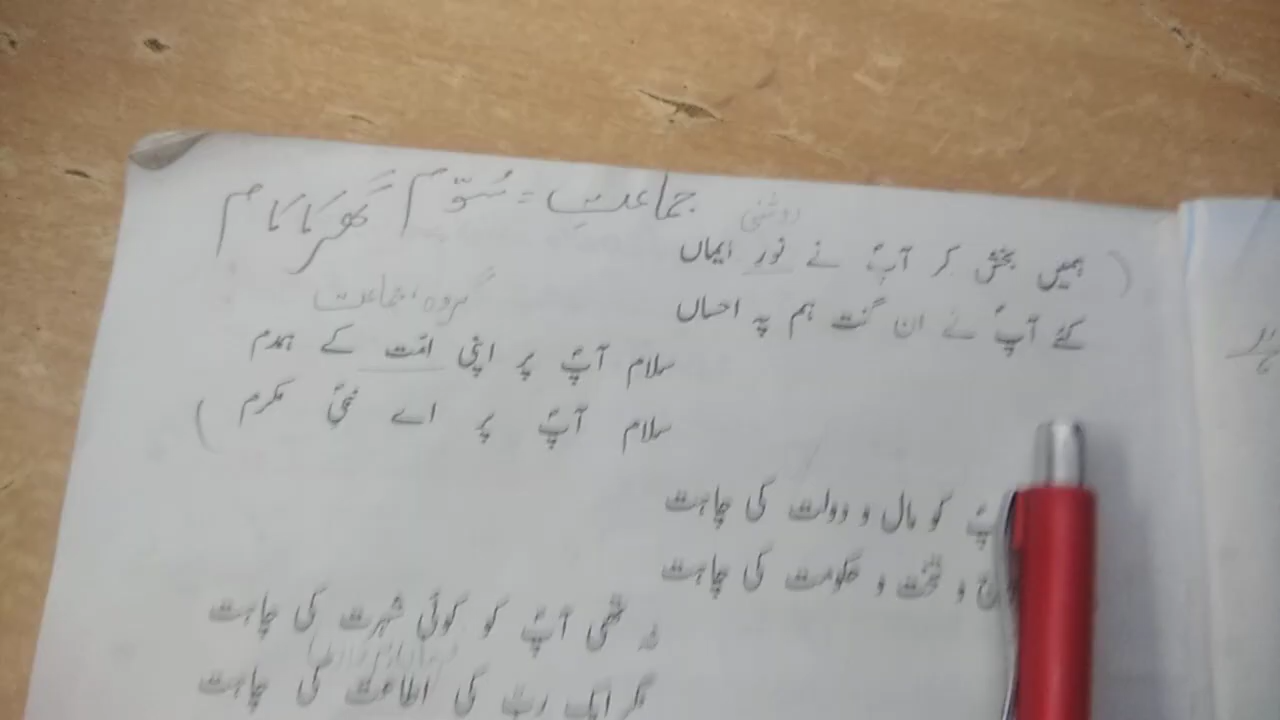 جماعت = سوّم گھر کا کام
روشنی
ہمیں بخش کر آپؐ نے نور ایماں
کئے آپؐ نے ان گنت ہم پہ احساں
گروہ، جماعت
سلام آپؐ پر اپنی امت کے ہمدم
سلام آپؐ پر اے نبیؐ مکرم
کو مال و دولت کی چاہت
و تخت و حکومت کی چاہت
نہ تھی آپؐ کو کوئی شہرت کی چاہت
مگر ایک ربّ کی اطاعت کی چاہت